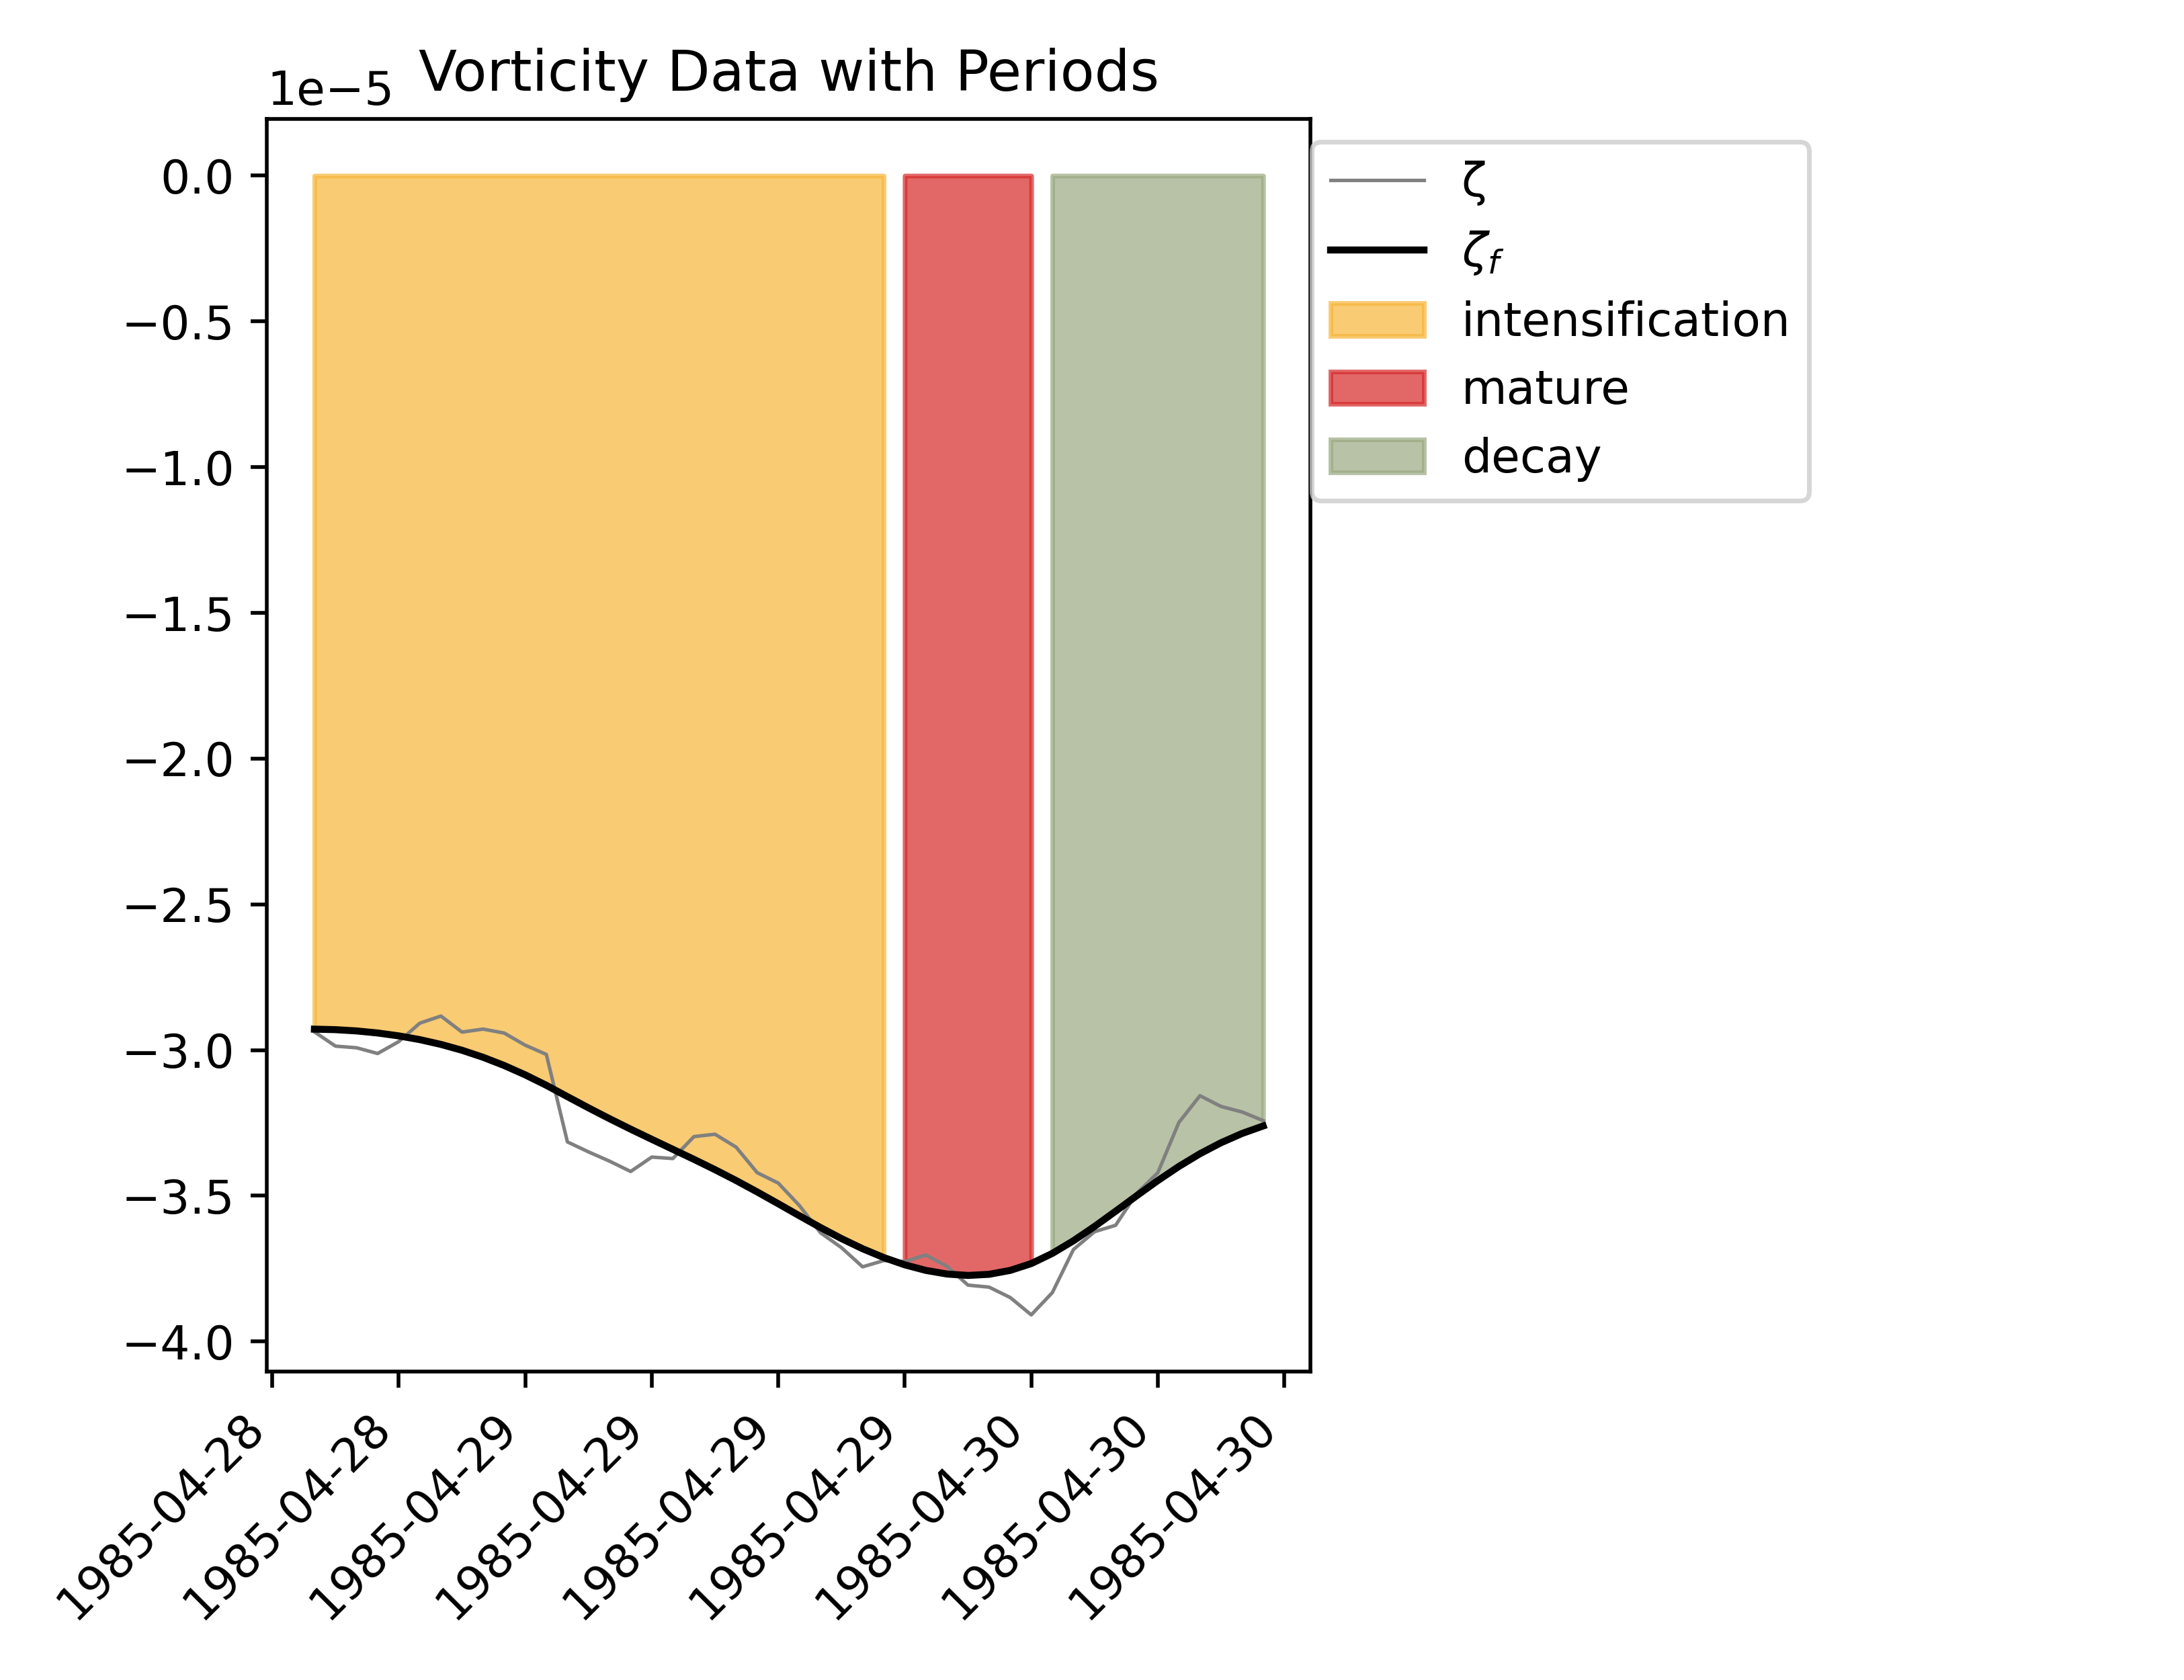 Vorticity Data with Periods
1e−5
0.0
−0.5
−1.0
−1.5
−2.0
−2.5
−3.0
−3.5
−4.0
1985-04-28
1985-04-28
1985-04-29
1985-04-29
1985-04-29
1985-04-29
1985-04-30
1985-04-30
1985-04-30
ζ
ζf
intensification
mature
decay